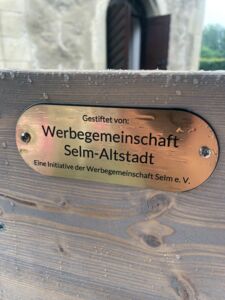 Gestiftet von:
Werbegemeinschaft
Selm-Altstadt
Eine Initiative der Werbegemeinschaft Selm e. V.